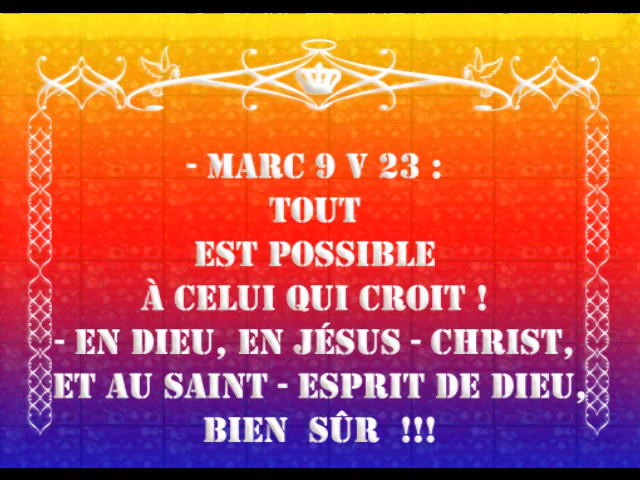 - MARC 9 V 23 :
TOUT
EST POSSIBLE
À CELUI QUI CROIT !
- EN DIEU, EN JÉSUS - CHRIST,
ET AU SAINT - ESPRIT DE DIEU,
BIEN SÛR !!!